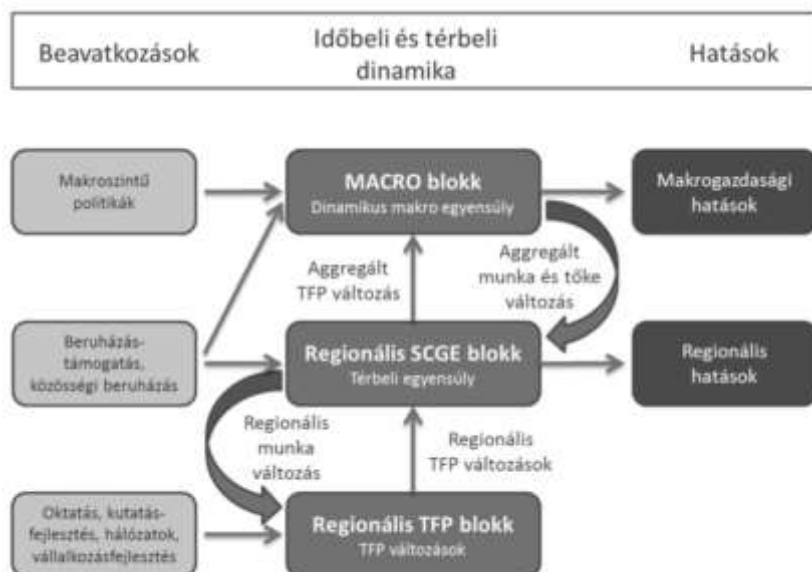 Beavatkozások
Időbeli és térbeli
dinamika
Hatások
Makroszintű
politikák
MACRO blokk
Dinamikus makro egyensúly
Makrogazdasági
hatások
Aggregált
TFP változás
Aggregált
munka és tőke
változás
Beruházás-
támogatás,
közösségi beruházás
Regionális SCGE blokk
Térbeli egyensúly
Regionális
hatások
Regionális
munka
változás
Regionális
TFP változások
Oktatás, kutatás-
fejlesztés, hálózatok,
vállalkozásfejlesztés
Regionális TFP blokk
TFP változások